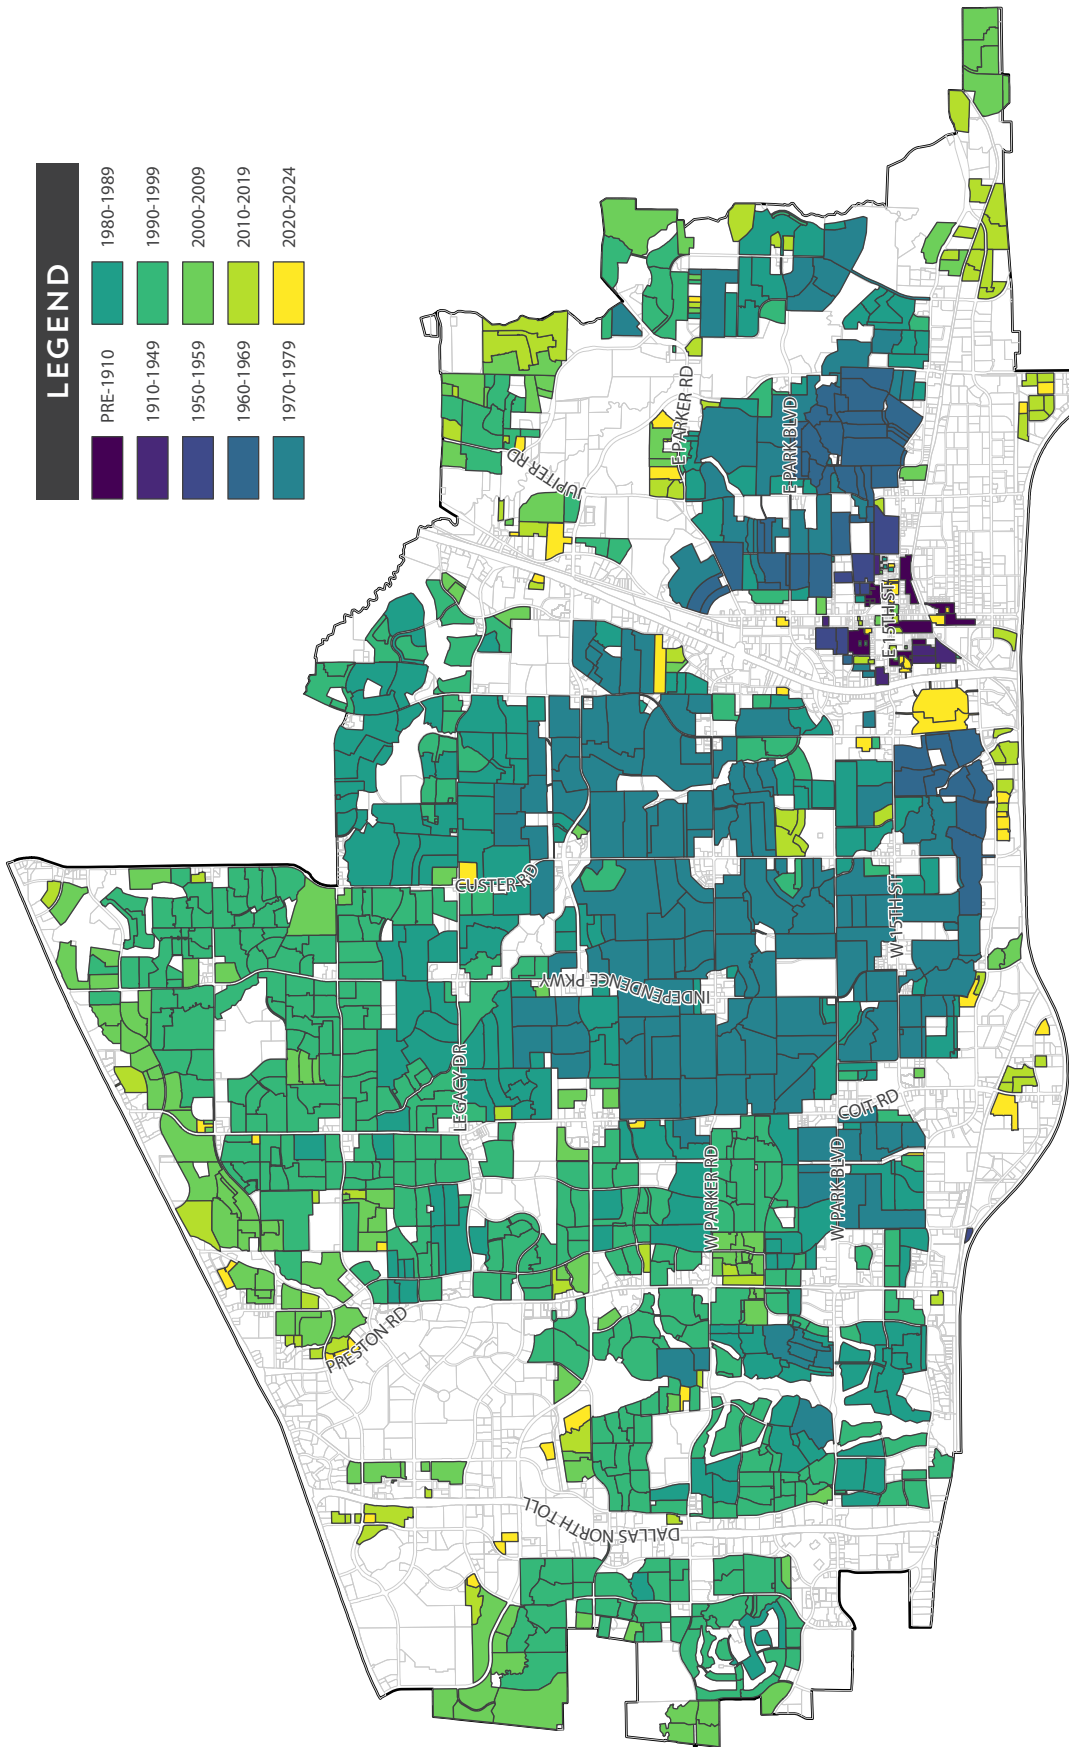 LEGEND
PRE-1910
1910-1949
1950-1959
1960-1969
1970-1979
1980-1989
1990-1999
2000-2009
2010-2019
2020-2024
JUPITER RD
E PARKER RD
E PARK BLVD
E 15TH ST
CUSTER RD
INDEPENDENCE PKWY
W 15TH ST
LEGACY DR
COIT RD
W PARKER RD
W PARK BLVD
PRESTON RD
DALLAS NORTH TOLL